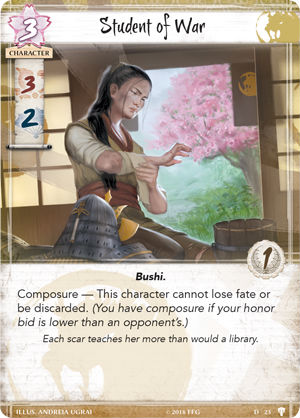 Student of War
3
CHARACTER
3
2
1
Bushi.
Composure — This character cannot lose fate or
be discarded. (You have composure if your honor
bid is lower than an opponent's.)
Each scar teaches her more than would a library.
ILLUS. ANDREIA UGRAI
©2018 FFG
D 25